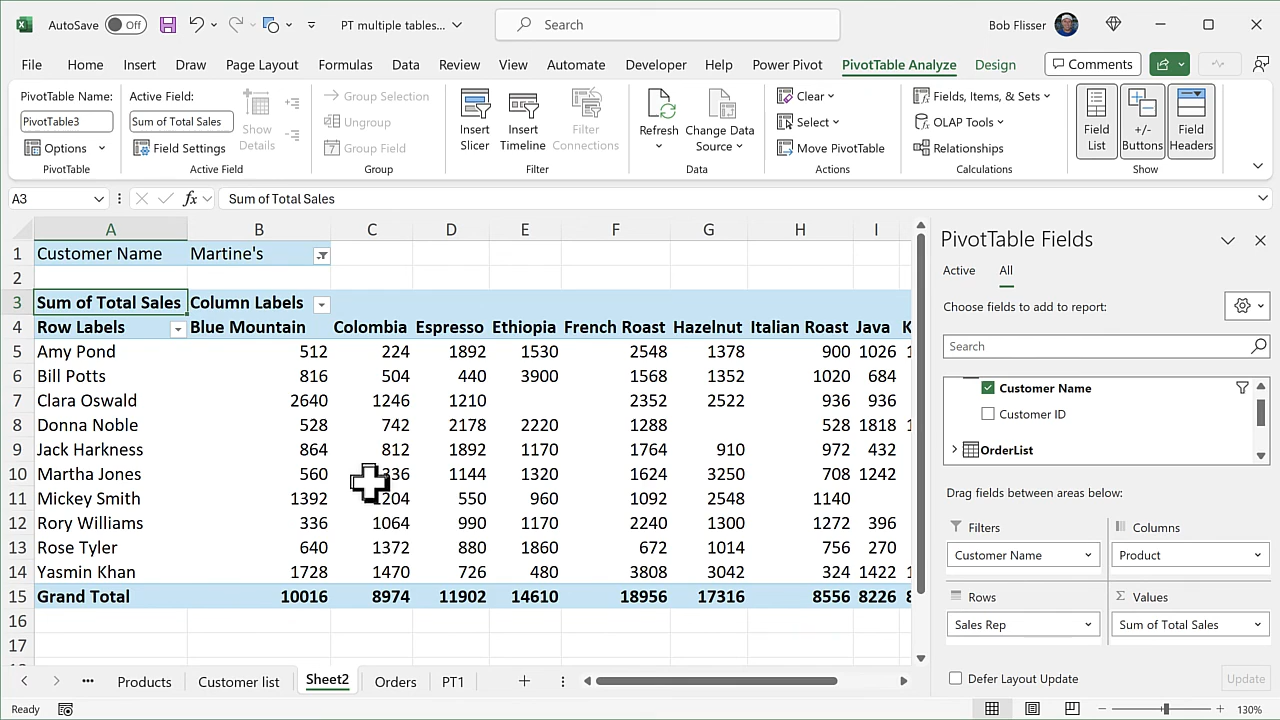 AutoSave Off PT multiple tables... Search Bob Flisser
File Home Insert Draw Page Layout Formulas Data Review View Automate Developer Help Power Pivot PivotTable Analyze Design Comments
PivotTable Name: Active Field: Group Selection Clear Fields, Items, & Sets
PivotTable3 Sum of Total Sales Show Details Ungroup Insert Slicer Insert Timeline Filter Connections Refresh Change Data Source Select OLAP Tools Field List +/- Buttons Field Headers
Options Field Settings Group Field Move PivotTable Relationships
PivotTable Active Field Group Filter Data Actions Calculations Show
A3 fx Sum of Total Sales
A B C D E F G H I
1 Customer Name Martine's
2
3 Sum of Total Sales Column Labels
4 Row Labels Blue Mountain Colombia Espresso Ethiopia French Roast Hazelnut Italian Roast Java K
5 Amy Pond 512 224 1892 1530 2548 1378 900 1026 1
6 Bill Potts 816 504 440 3900 1568 1352 1020 684
7 Clara Oswald 2640 1246 1210 2352 2522 936 936
8 Donna Noble 528 742 2178 2220 1288 528 1818 1
9 Jack Harkness 864 812 1892 1170 1764 910 972 432
10 Martha Jones 560 336 1144 1320 1624 3250 708 1242
11 Mickey Smith 1392 1204 550 960 1092 2548 1140
12 Rory Williams 336 1064 990 1170 2240 1300 1272 396
13 Rose Tyler 640 1372 880 1860 672 1014 756 270
14 Yasmin Khan 1728 1470 726 480 3808 3042 324 1422 1
15 Grand Total 10016 8974 11902 14610 18956 17316 8556 8226 8
16
17
PivotTable Fields
Active All
Choose fields to add to report:
Search
Customer Name
Customer ID
OrderList
Drag fields between areas below:
Filters Columns
Customer Name Product
Rows Σ Values
Sales Rep Sum of Total Sales
Defer Layout Update Update
... Products Customer list Sheet2 Orders PT1
Ready 130%